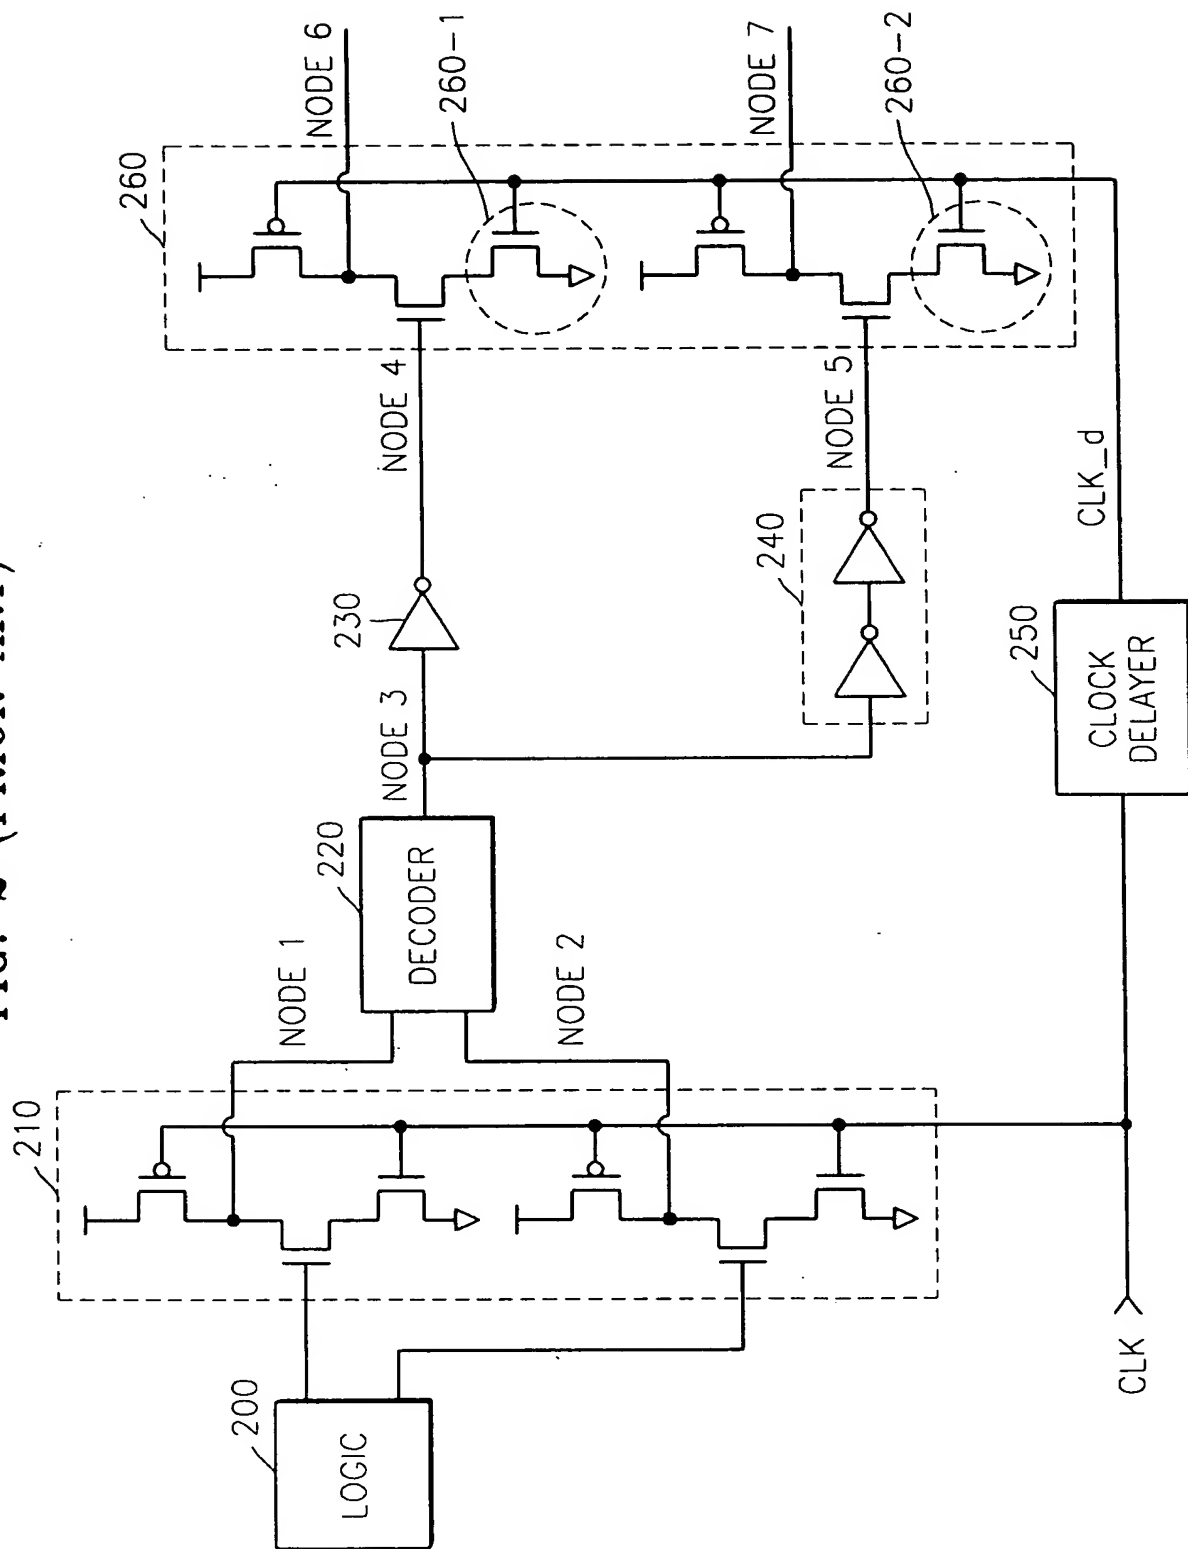 210
260
NODE 6
NODE 1
220
NODE 3
230
NODE 4
260-1
200
LOGIC
DECODER
NODE 2
240
NODE 5
NODE 7
260-2
CLK
250
CLOCK
DELAYER
CLK_d